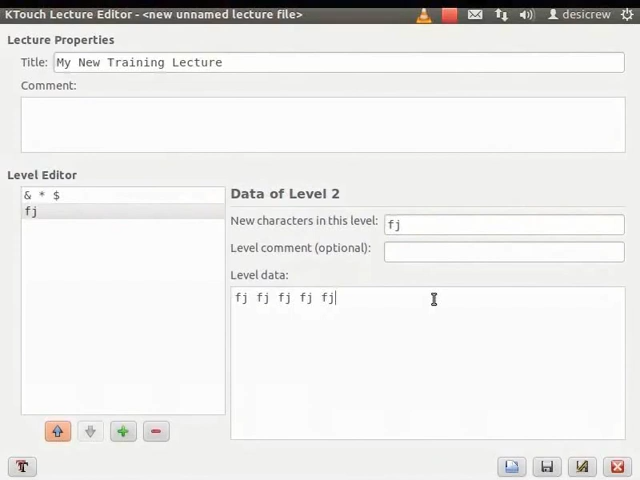 KTouch Lecture Editor - <new unnamed lecture file>
desicrew
Lecture Properties
Title: My New Training Lecture
Comment:
Level Editor
& * $
fj
Data of Level 2
New characters in this level: fj
Level comment (optional):
Level data:
fj fj fj fj fj